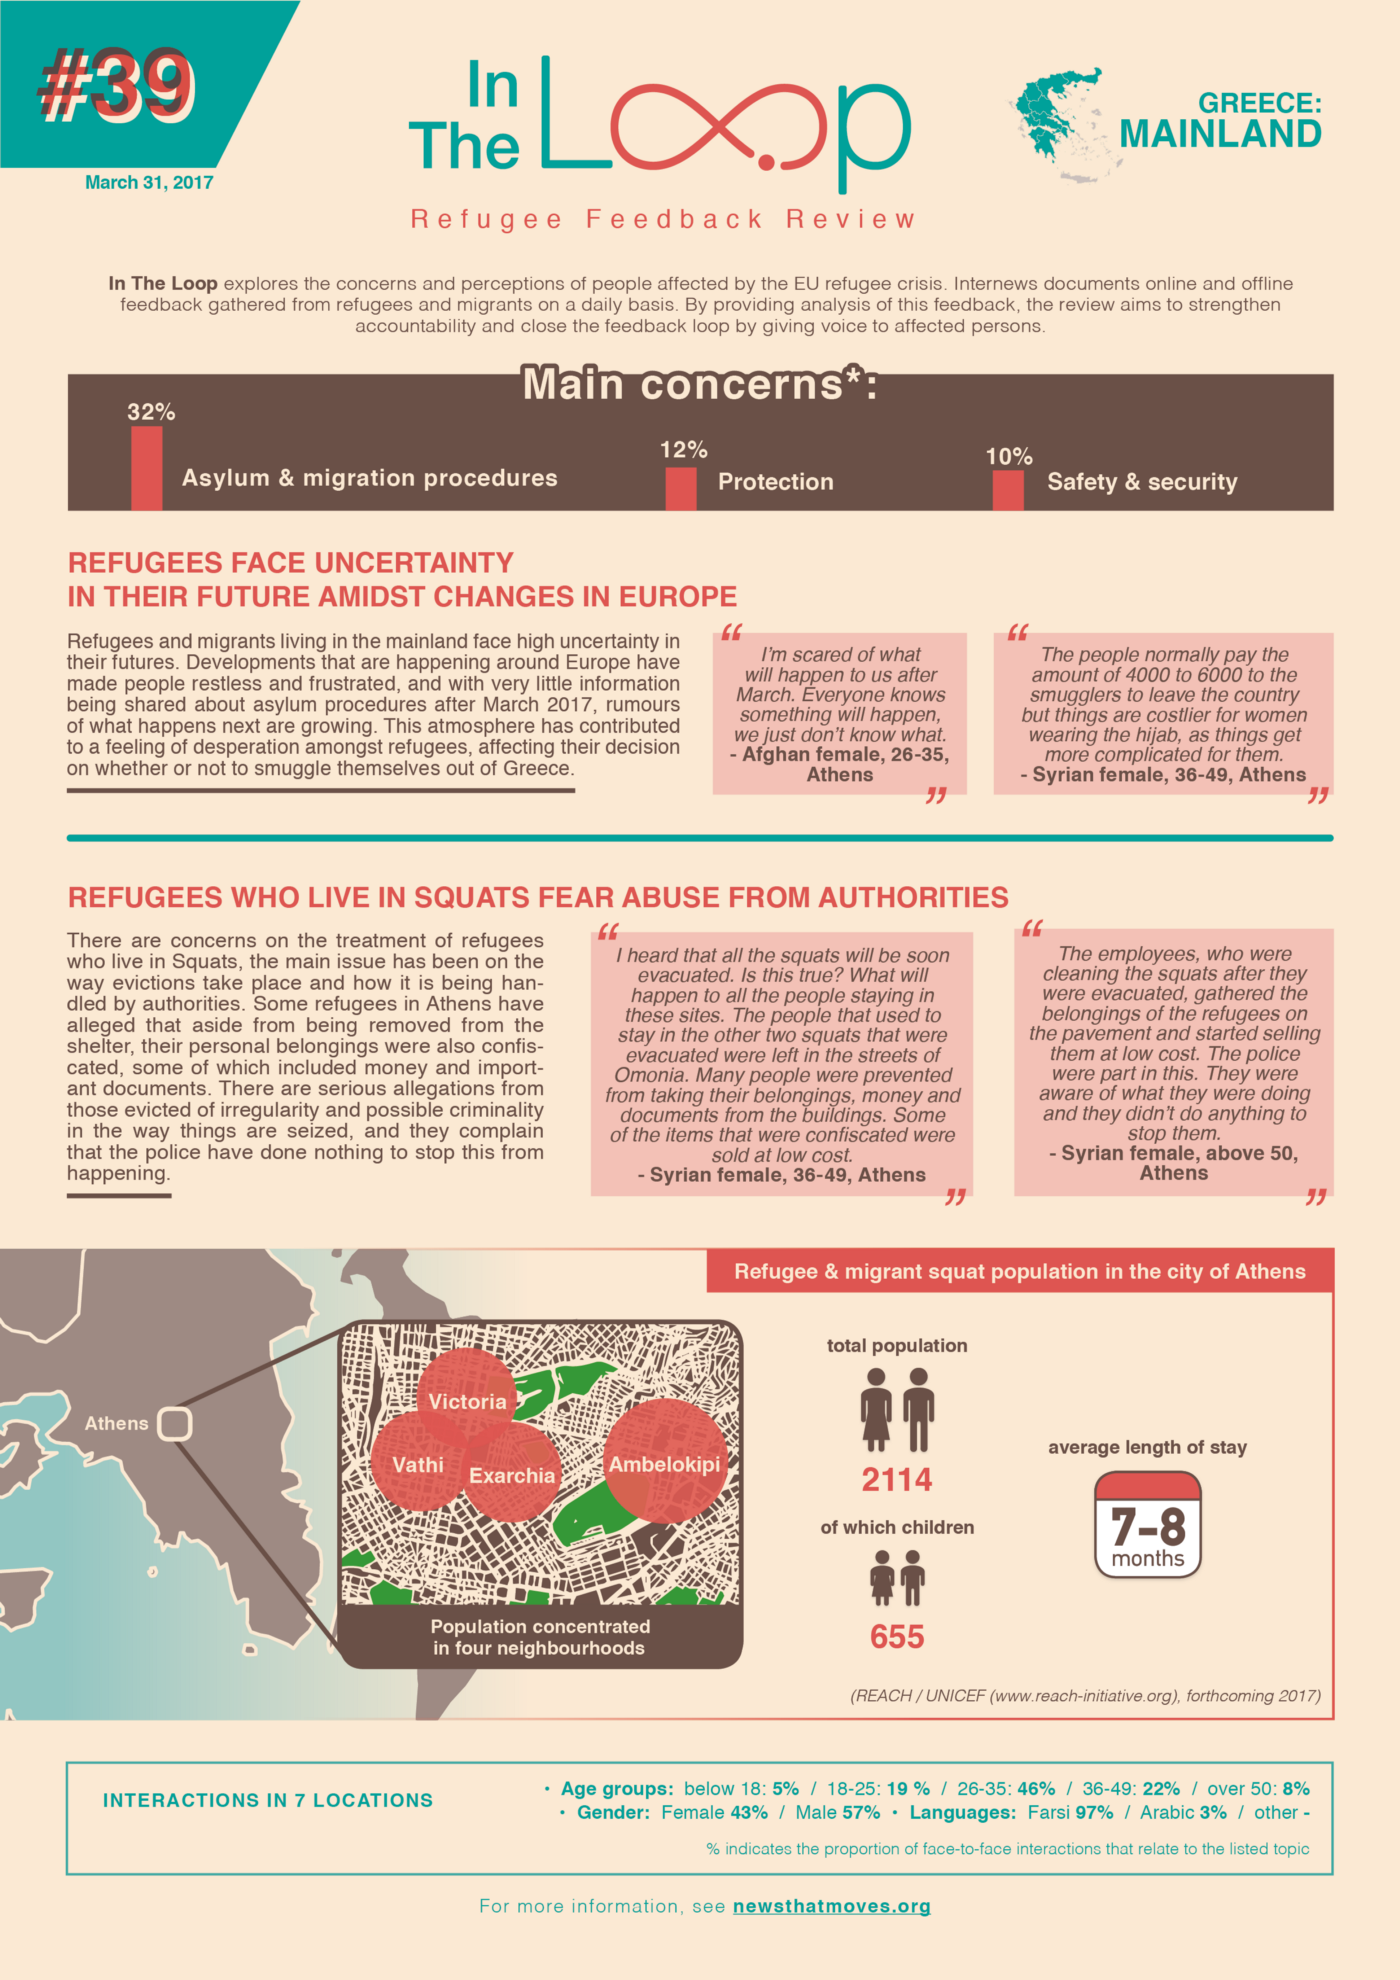 #39
March 31, 2017
In
The Loop
Refugee Feedback Review
GREECE:
MAINLAND
In The Loop explores the concerns and perceptions of people affected by the EU refugee crisis. Internews documents online and offline
feedback gathered from refugees and migrants on a daily basis. By providing analysis of this feedback, the review aims to strengthen
accountability and close the feedback loop by giving voice to affected persons.
Main concerns*:
32%
Asylum & migration procedures
12%
Protection
10%
Safety & security
REFUGEES FACE UNCERTAINTY
IN THEIR FUTURE AMIDST CHANGES IN EUROPE
Refugees and migrants living in the mainland face high uncertainty in
their futures. Developments that are happening around Europe have
made people restless and frustrated, and with very little information
being shared about asylum procedures after March 2017, rumours
of what happens next are growing. This atmosphere has contributed
to a feeling of desperation amongst refugees, affecting their decision
on whether or not to smuggle themselves out of Greece.
“
I’m scared of what
will happen to us after
March. Everyone knows
something will happen,
we just don’t know what.
- Afghan female, 26-35,
Athens
”
“
The people normally pay the
amount of 4000 to 6000 to the
smugglers to leave the country
but things are costlier for women
wearing the hijab, as things get
more complicated for them.
- Syrian female, 36-49, Athens
”
REFUGEES WHO LIVE IN SQUATS FEAR ABUSE FROM AUTHORITIES
There are concerns on the treatment of refugees
who live in Squats, the main issue has been on the
way evictions take place and how it is being han-
dled by authorities. Some refugees in Athens have
alleged that aside from being removed from the
shelter, their personal belongings were also confis-
cated, some of which included money and import-
ant documents. There are serious allegations from
those evicted of irregularity and possible criminality
in the way things are seized, and they complain
that the police have done nothing to stop this from
happening.
“
I heard that all the squats will be soon
evacuated. Is this true? What will
happen to all the people staying in
these sites. The people that used to
stay in the other two squats that were
evacuated were left in the streets of
Omonia. Many people were prevented
from taking their belongings, money and
documents from the buildings. Some
of the items that were confiscated were
sold at low cost.
- Syrian female, 36-49, Athens
”
“
The employees, who were
cleaning the squats after they
were evacuated, gathered the
belongings of the refugees on
the pavement and started selling
them at low cost. The police
were part in this. They were
aware of what they were doing
and they didn’t do anything to
stop them.
- Syrian female, above 50,
Athens
”
Refugee & migrant squat population in the city of Athens
Athens
Victoria
Vathi
Exarchia
Ambelokipi
Population concentrated
in four neighbourhoods
total population
2114
of which children
655
average length of stay
7-8
months
(REACH / UNICEF (www.reach-initiative.org), forthcoming 2017)
INTERACTIONS IN 7 LOCATIONS
• Age groups: below 18: 5% / 18-25: 19 % / 26-35: 46% / 36-49: 22% / over 50: 8%
• Gender: Female 43% / Male 57% • Languages: Farsi 97% / Arabic 3% / other -
% indicates the proportion of face-to-face interactions that relate to the listed topic
For more information, see newsthatmoves.org